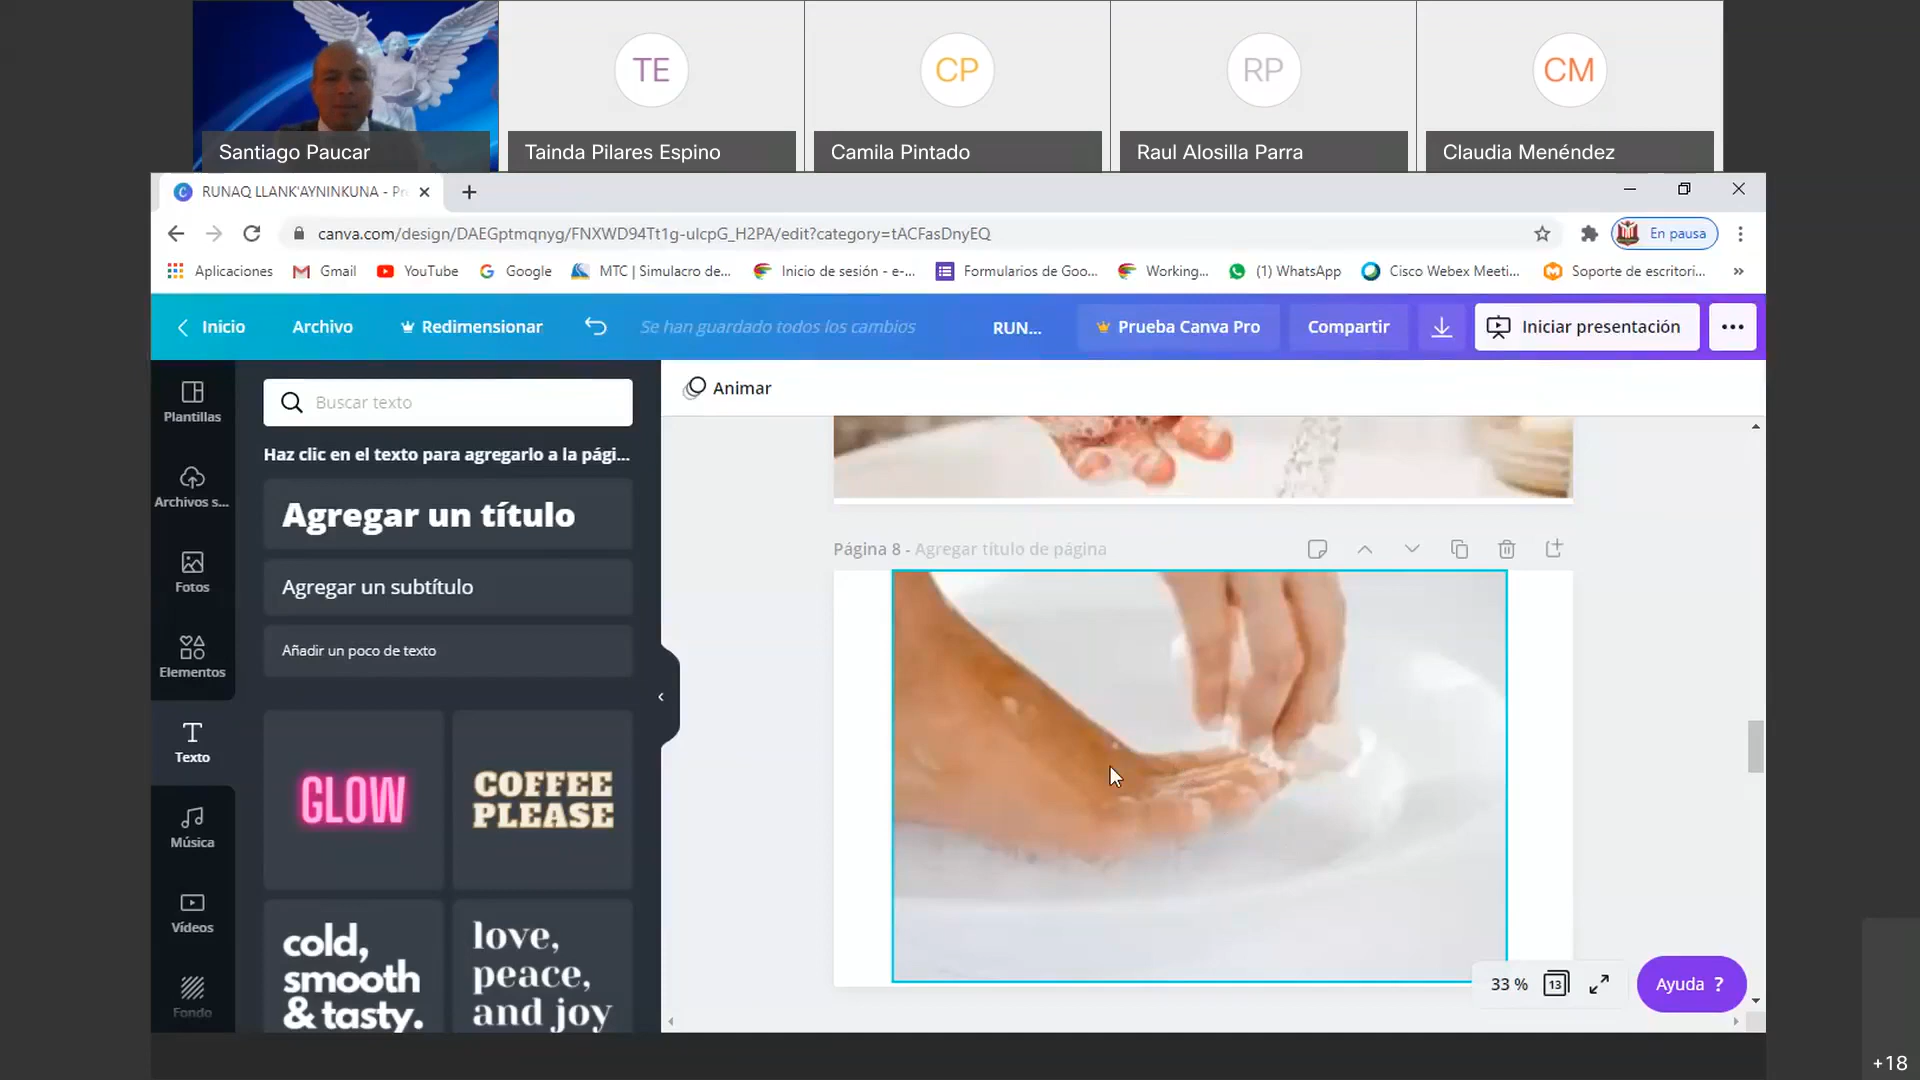 TE
CP
RP
CM
Santiago Paucar
Tainda Pilares Espino
Camila Pintado
Raul Alosilla Parra
Claudia Menéndez
RUNAQ LLANK'AYNINKUNA - Pr
canva.com/design/DAEGptmqnyg/FNXWD94Tt1g-ulcpG_H2PA/edit?category=tACFasDnyEQ
En pausa
Aplicaciones
Gmail
YouTube
Google
MTC | Simulacro de...
Inicio de sesión - e-...
Formularios de Goo...
Working...
(1) WhatsApp
Cisco Webex Meeti...
Soporte de escritori...
»
Inicio
Archivo
Redimensionar
Se han guardado todos los cambios
RUN...
Prueba Canva Pro
Compartir
Iniciar presentación
Plantillas
Archivos s...
Fotos
Elementos
Texto
Música
Vídeos
Fondo
Buscar texto
Haz clic en el texto para agregarlo a la pági...
Agregar un título
Agregar un subtítulo
Añadir un poco de texto
GLOW
COFFEE
PLEASE
cold,
smooth
& tasty.
love,
peace,
and joy
Animar
Página 8 - Agregar título de página
33 %
13
Ayuda ?
+18